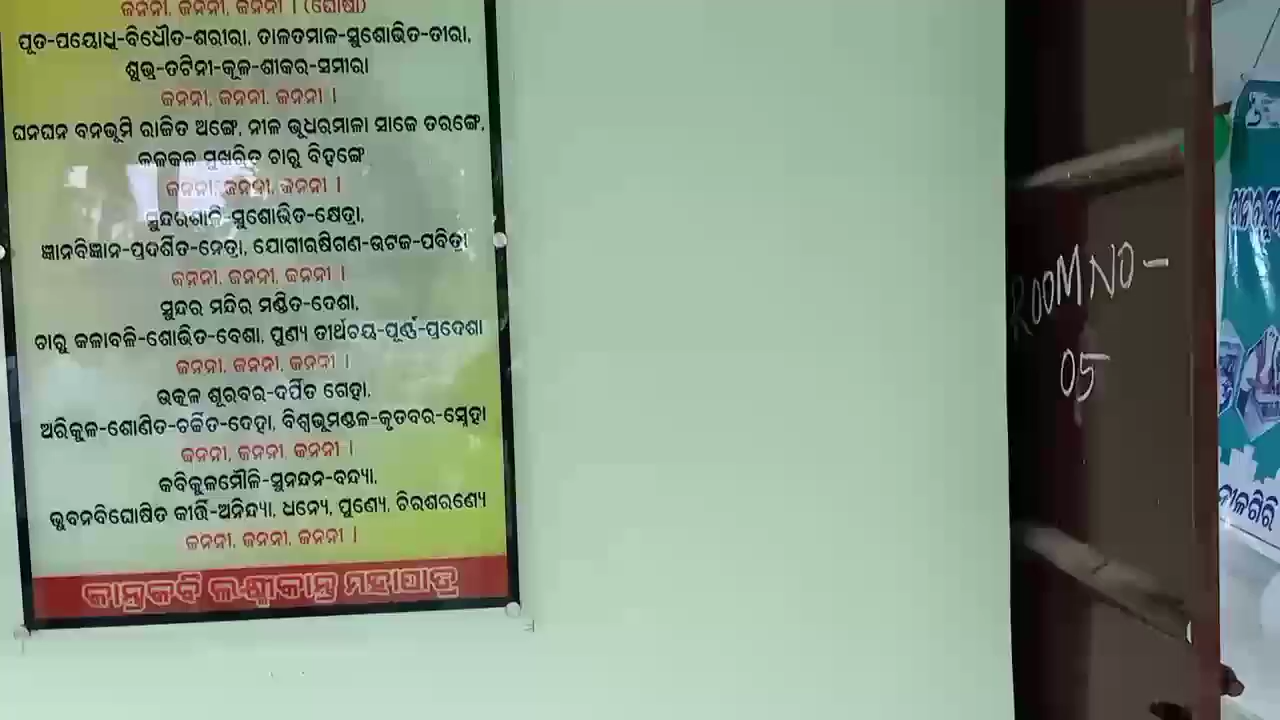 ଜନନୀ, ଜନନୀ, ଜନନୀ । (ଘୋଷା)
ପୂତ-ପୟୋଧି-ବିଧୌତ-ଶରୀରା, ତାଳତମାଳ-ସୁଶୋଭିତ-ତୀରା,
ଶୁଭ୍ର-ତଟିନୀ-କୂଳ-ଶୀକର-ସମୀରା
ଜନନୀ, ଜନନୀ, ଜନନୀ ।
ଘନଘନ ବନଭୂମି ରାଜିତ ଅଙ୍ଗେ, ନୀଳ ଭୂଧରମାଳା ସାଜେ ତରଙ୍ଗେ,
କଳକଳ ମୁଖରିତ ଚାରୁ ବିହଙ୍ଗେ
ଜନନୀ, ଜନନୀ, ଜନନୀ ।
ସୁନ୍ଦରଶାଳି-ସୁଶୋଭିତ-କ୍ଷେତ୍ରା,
ଜ୍ଞାନବିଜ୍ଞାନ-ପ୍ରଦର୍ଶିତ-ନେତ୍ରା, ଯୋଗୀଋଷିଗଣ-ଉଟଜ-ପବିତ୍ରା
ଜନନୀ, ଜନନୀ, ଜନନୀ ।
ସୁନ୍ଦର ମନ୍ଦିର ମଣ୍ଡିତ-ଦେଶା,
ଚାରୁ କଳାବଳି-ଶୋଭିତ-ବେଶା, ପୁଣ୍ୟ ତୀର୍ଥଚୟ-ପୂର୍ଣ୍ଣ-ପ୍ରଦେଶା
ଜନନୀ, ଜନନୀ, ଜନନୀ ।
ଉତ୍କଳ ଶୂରବର-ଦର୍ପିତ ଗେହା,
ଅରିକୁଳ-ଶୋଣିତ-ଚର୍ଚ୍ଚିତ-ଦେହା, ବିଶ୍ୱଭୂମଣ୍ଡଳ-କୃତବର-ସ୍ନେହା
ଜନନୀ, ଜନନୀ, ଜନନୀ ।
କବିକୁଳମୌଳି-ସୁନନ୍ଦନ-ବନ୍ଦ୍ୟା,
ଭୁବନବିଘୋଷିତ କୀର୍ତ୍ତି-ଅନିନ୍ଦ୍ୟା, ଧନ୍ୟେ, ପୁଣ୍ୟେ, ଚିରଶରଣ୍ୟେ
ଜନନୀ, ଜନନୀ, ଜନନୀ ।
କାନ୍ତକବି ଲକ୍ଷ୍ମୀକାନ୍ତ ମହାପାତ୍ର
ROOM NO-
05
ନୀଳଗିରି